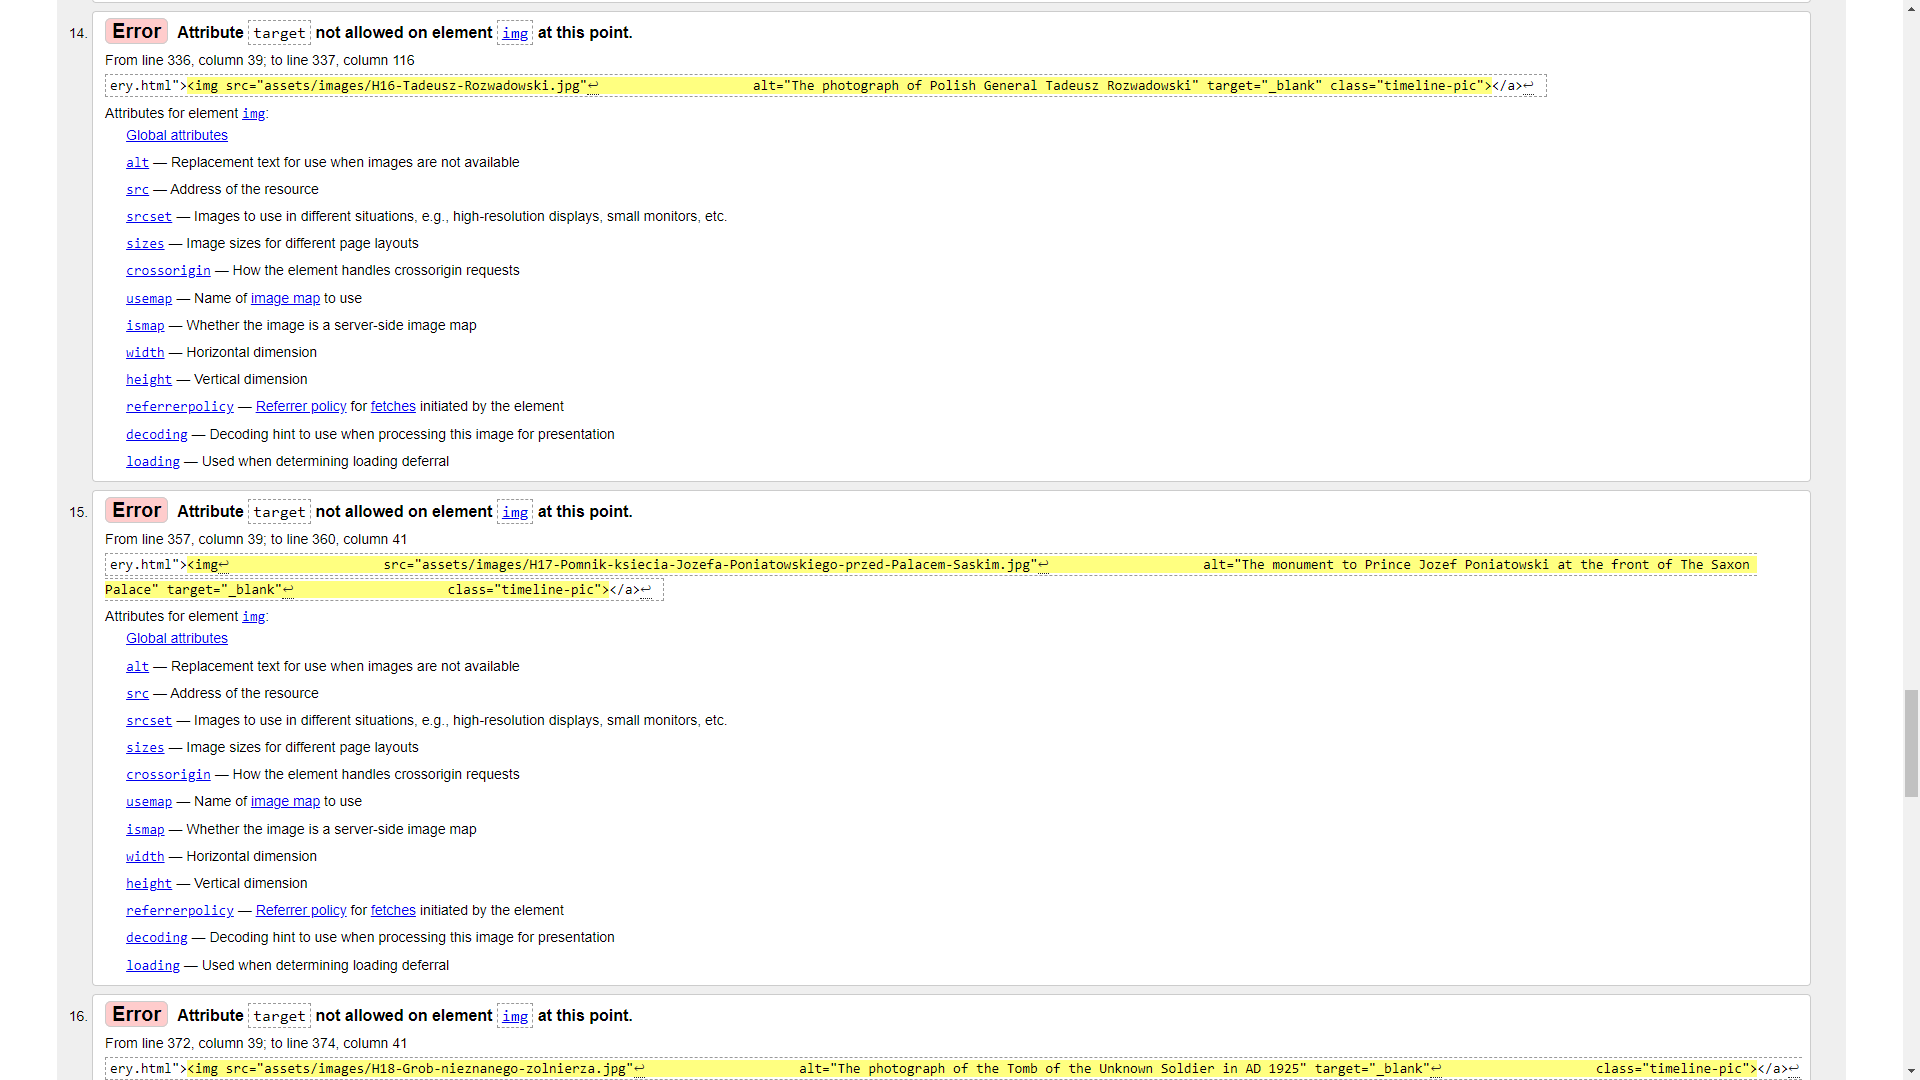 14. Error Attribute target not allowed on element img at this point.
From line 336, column 39; to line 337, column 116
ery.html"><img src="assets/images/H16-Tadeusz-Rozwadowski.jpg"↩ alt="The photograph of Polish General Tadeusz Rozwadowski" target="_blank" class="timeline-pic"></a>↩
Attributes for element img:
Global attributes
alt — Replacement text for use when images are not available
src — Address of the resource
srcset — Images to use in different situations, e.g., high-resolution displays, small monitors, etc.
sizes — Image sizes for different page layouts
crossorigin — How the element handles crossorigin requests
usemap — Name of image map to use
ismap — Whether the image is a server-side image map
width — Horizontal dimension
height — Vertical dimension
referrerpolicy — Referrer policy for fetches initiated by the element
decoding — Decoding hint to use when processing this image for presentation
loading — Used when determining loading deferral
15. Error Attribute target not allowed on element img at this point.
From line 357, column 39; to line 360, column 41
ery.html"><img↩ src="assets/images/H17-Pomnik-ksiecia-Jozefa-Poniatowskiego-przed-Palacem-Saskim.jpg"↩ alt="The monument to Prince Jozef Poniatowski at the front of The Saxon
Palace" target="_blank"↩ class="timeline-pic"></a>↩
Attributes for element img:
Global attributes
alt — Replacement text for use when images are not available
src — Address of the resource
srcset — Images to use in different situations, e.g., high-resolution displays, small monitors, etc.
sizes — Image sizes for different page layouts
crossorigin — How the element handles crossorigin requests
usemap — Name of image map to use
ismap — Whether the image is a server-side image map
width — Horizontal dimension
height — Vertical dimension
referrerpolicy — Referrer policy for fetches initiated by the element
decoding — Decoding hint to use when processing this image for presentation
loading — Used when determining loading deferral
16. Error Attribute target not allowed on element img at this point.
From line 372, column 39; to line 374, column 41
ery.html"><img src="assets/images/H18-Grob-nieznanego-zolnierza.jpg"↩ alt="The photograph of the Tomb of the Unknown Soldier in AD 1925" target="_blank"↩ class="timeline-pic"></a>↩